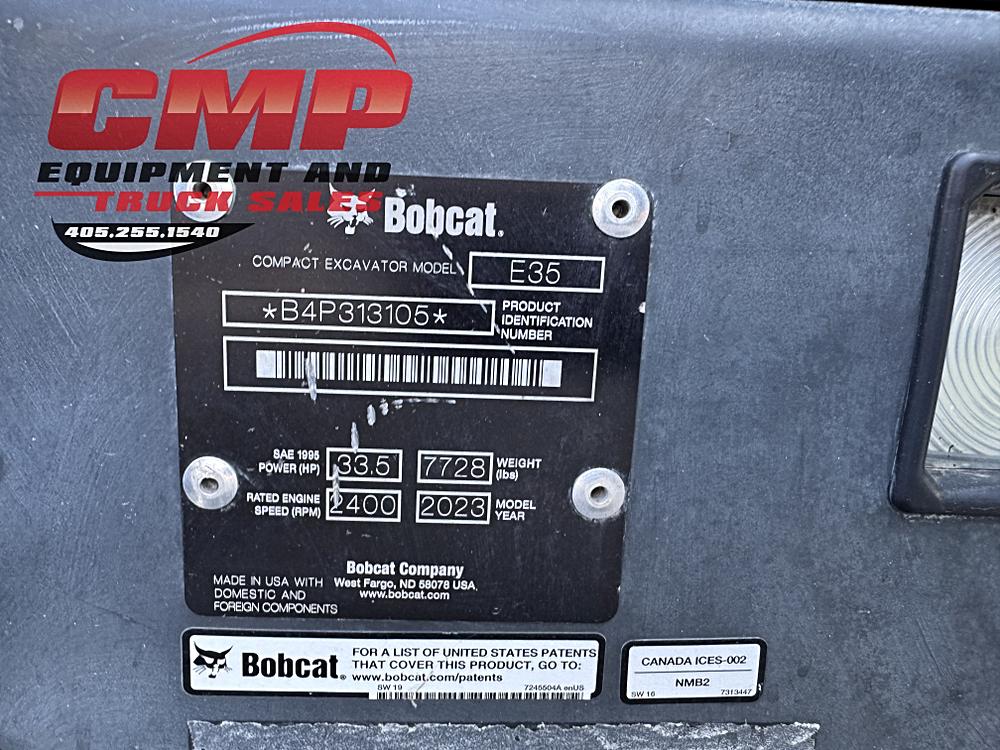 CMP
EQUIPMENT AND
TRUCK SALES
405.255.1540
Bobcat.
COMPACT EXCAVATOR MODEL E35
*B4P313105* PRODUCT
IDENTIFICATION
NUMBER
SAE 1995
POWER (HP) 33.5 7728 WEIGHT
(lbs)
RATED ENGINE
SPEED (RPM) 2400 2023 MODEL
YEAR
Bobcat Company
West Fargo, ND 58078 USA
www.bobcat.com
MADE IN USA WITH
DOMESTIC AND
FOREIGN COMPONENTS
Bobcat. FOR A LIST OF UNITED STATES PATENTS
THAT COVER THIS PRODUCT, GO TO:
www.bobcat.com/patents
SW 19 7245504A enUS
CANADA ICES-002
NMB2
SW 16 7313447